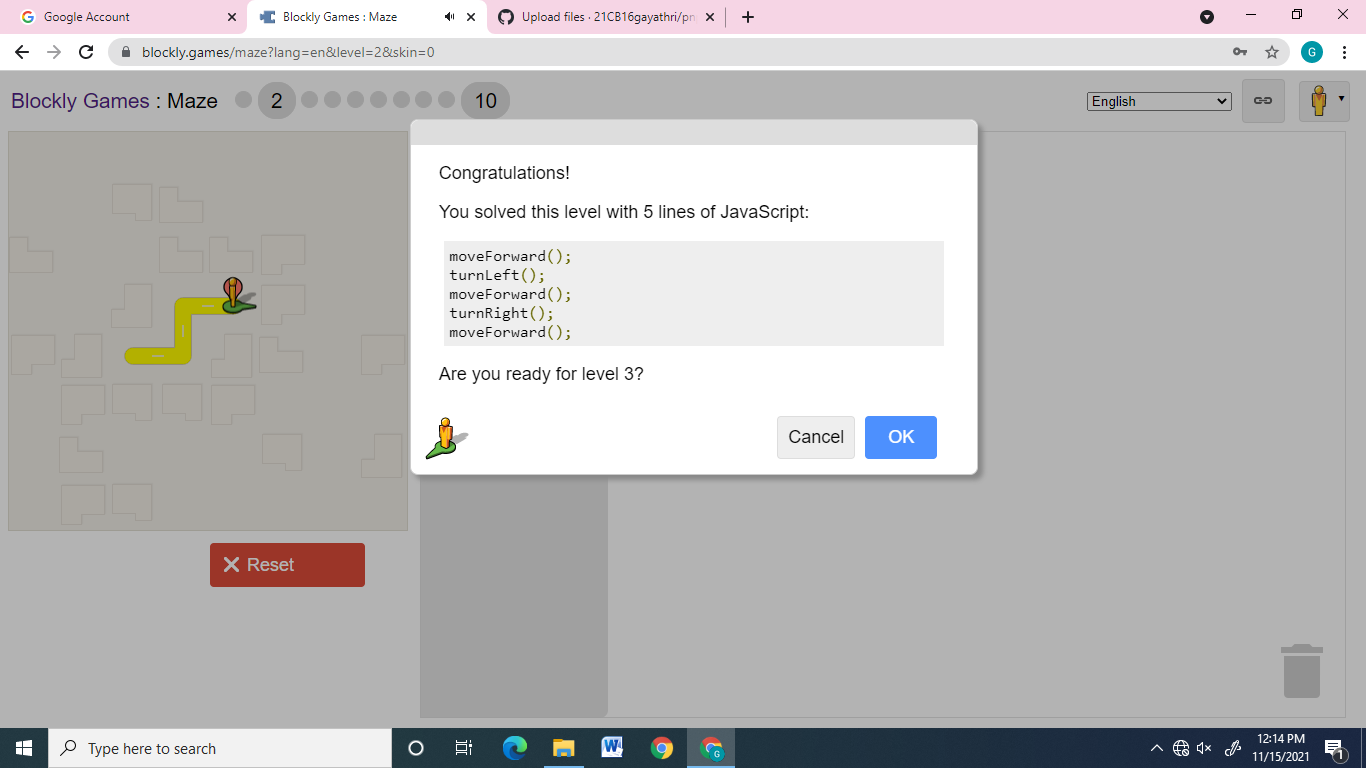 Google Account
Blockly Games : Maze
Upload files · 21CB16gayathri/pr
blockly.games/maze?lang=en&level=2&skin=0
G
Blockly Games : Maze
2
10
English
Congratulations!
You solved this level with 5 lines of JavaScript:
moveForward();
turnLeft();
moveForward();
turnRight();
moveForward();
Are you ready for level 3?
Cancel
OK
Reset
Type here to search
W
G
12:14 PM
11/15/2021
1